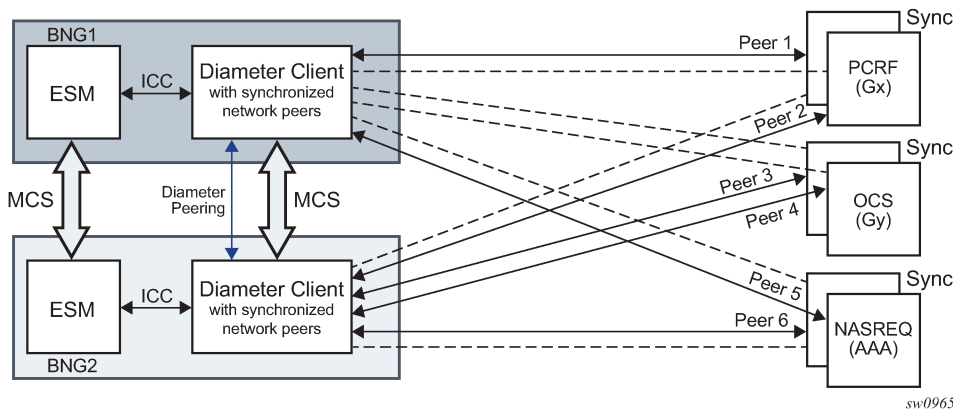 BNG1
ESM
ICC
Diameter Client
with synchronized
network peers
MCS
Diameter
Peering
MCS
ESM
ICC
Diameter Client
with synchronized
network peers
BNG2
Peer 1
Peer 2
Peer 3
Peer 4
Peer 5
Peer 6
Sync
PCRF
(Gx)
Sync
OCS
(Gy)
Sync
NASREQ
(AAA)
sw0965